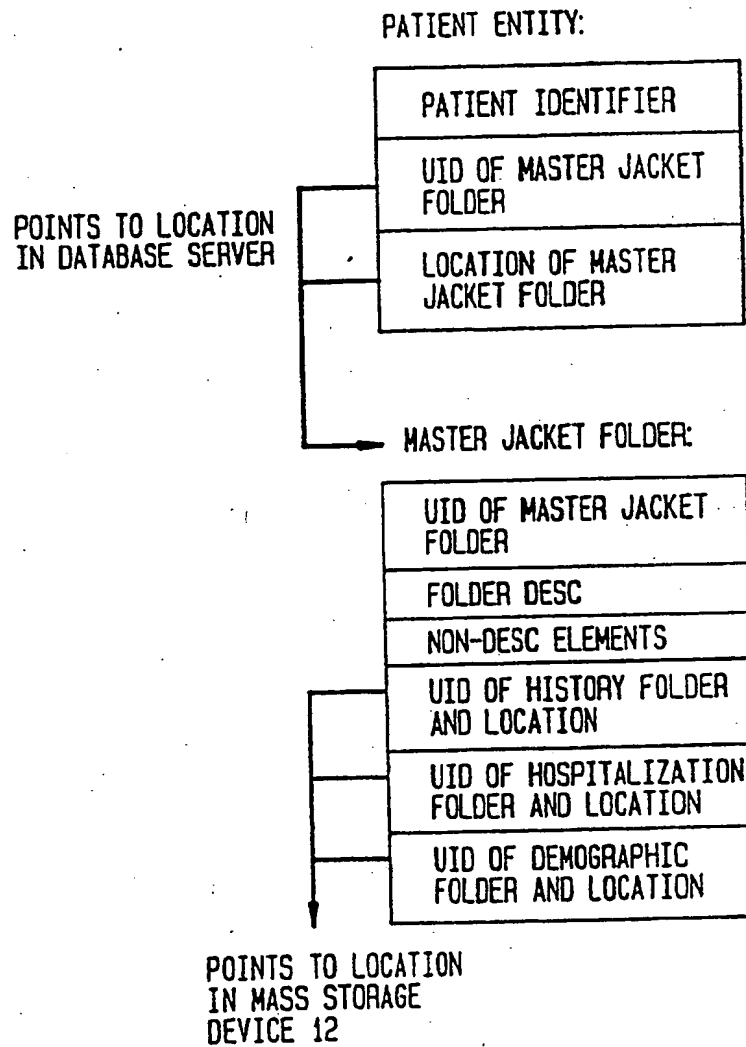 PATIENT ENTITY:
PATIENT IDENTIFIER
UID OF MASTER JACKET
FOLDER
POINTS TO LOCATION
IN DATABASE SERVER
LOCATION OF MASTER
JACKET FOLDER
MASTER JACKET FOLDER:
UID OF MASTER JACKET
FOLDER
FOLDER DESC
NON-DESC ELEMENTS
UID OF HISTORY FOLDER
AND LOCATION
UID OF HOSPITALIZATION
FOLDER AND LOCATION
UID OF DEMOGRAPHIC
FOLDER AND LOCATION
POINTS TO LOCATION
IN MASS STORAGE
DEVICE 12